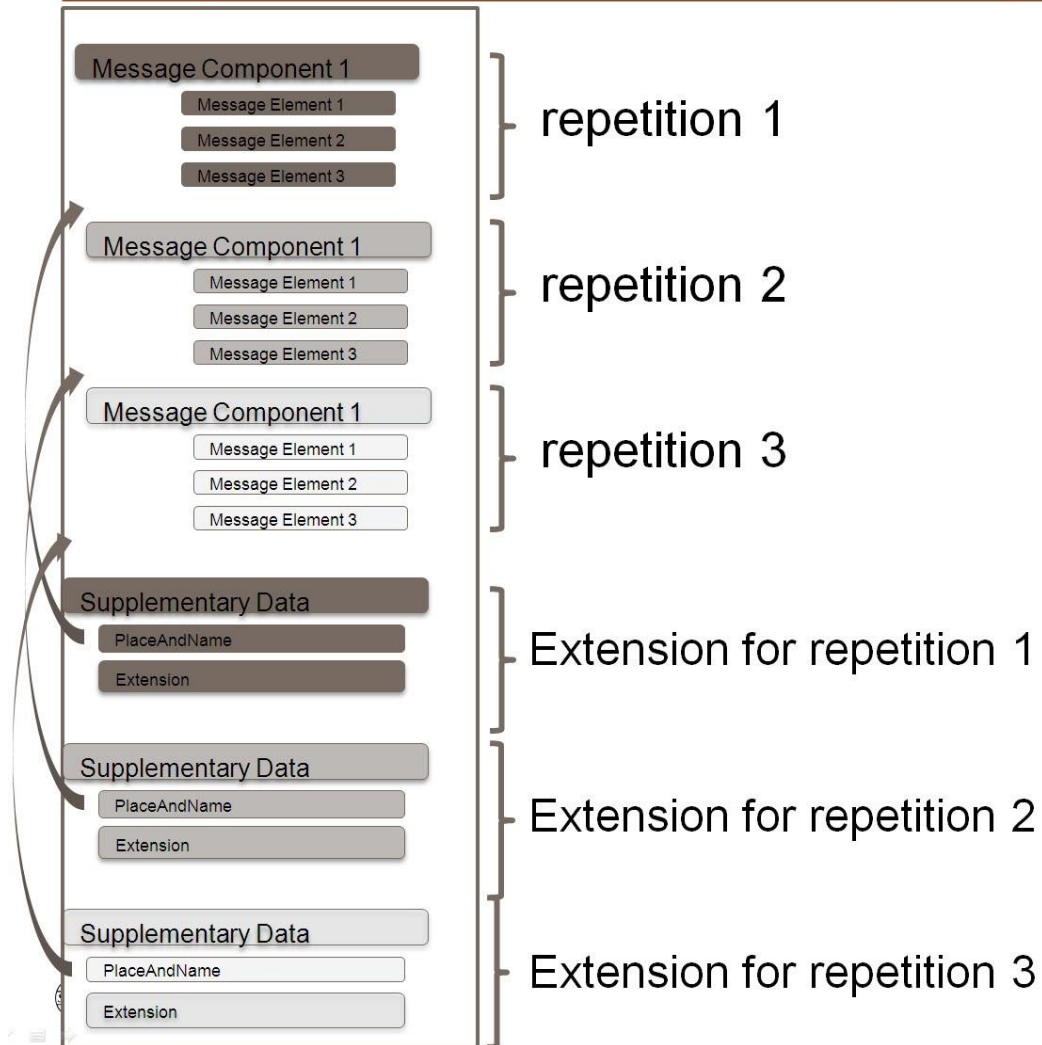 Message Component 1
Message Element 1
Message Element 2
Message Element 3
repetition 1
Message Component 1
Message Element 1
Message Element 2
Message Element 3
repetition 2
Message Component 1
Message Element 1
Message Element 2
Message Element 3
repetition 3
Supplementary Data
PlaceAndName
Extension
Extension for repetition 1
Supplementary Data
PlaceAndName
Extension
Extension for repetition 2
Supplementary Data
PlaceAndName
Extension
Extension for repetition 3